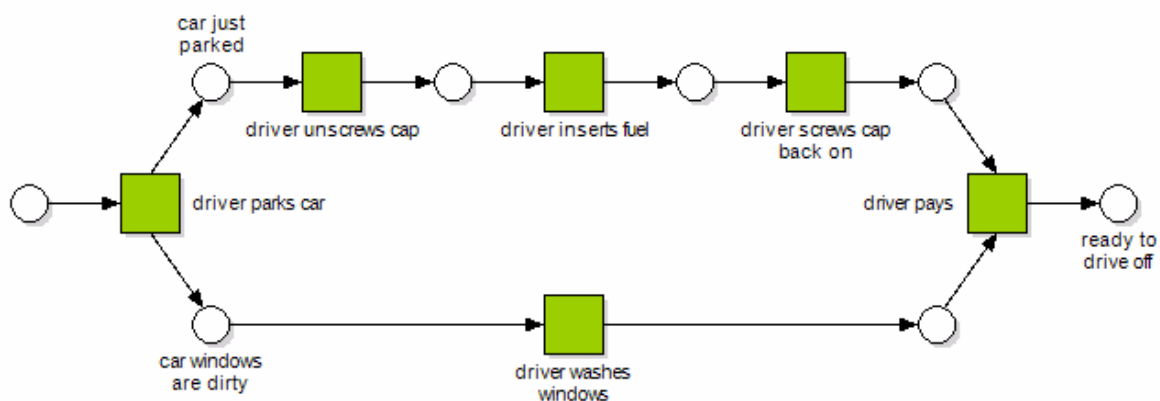 car just
parked
driver unscrews cap
driver inserts fuel
driver screws cap
back on
driver parks car
driver pays
ready to
drive off
car windows
are dirty
driver washes
windows